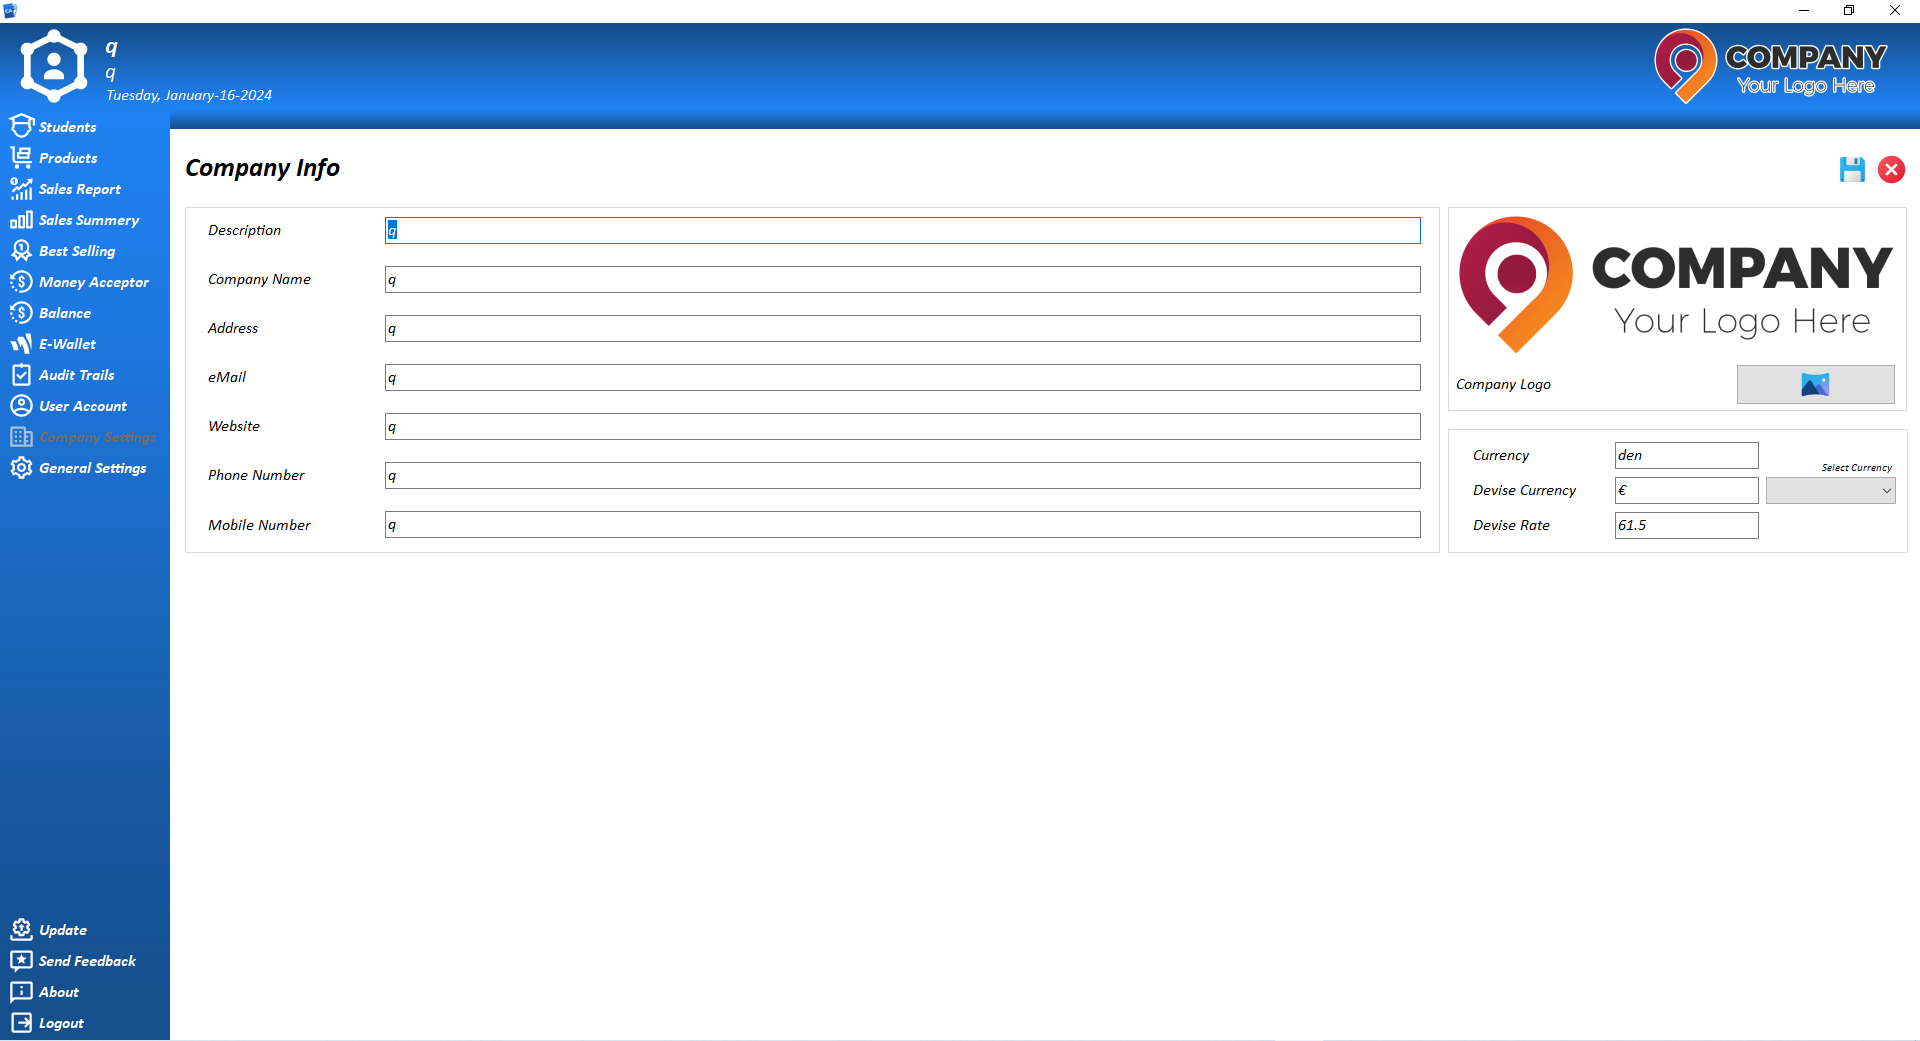 q
q
Tuesday, January-16-2024
COMPANY
Your Logo Here
Students
Products
Sales Report
Sales Summery
Best Selling
Money Acceptor
Balance
E-Wallet
Audit Trails
User Account
Company Settings
General Settings
Update
Send Feedback
About
Logout
Company Info
Description q
Company Name q
Address q
eMail q
Website q
Phone Number q
Mobile Number q
COMPANY
Your Logo Here
Company Logo
Currency den
Select Currency
Devise Currency €
Devise Rate 61.5